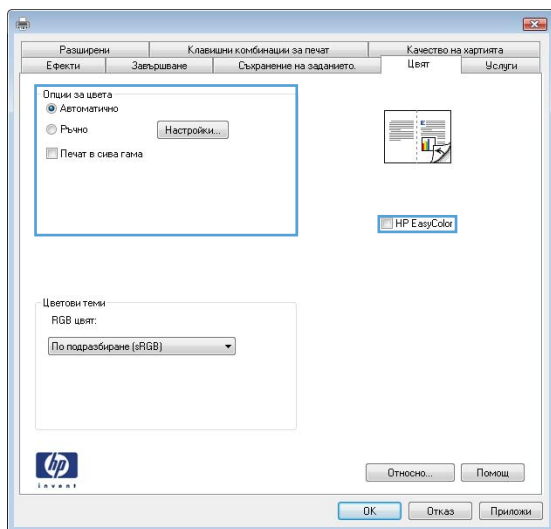 Разширени Клавишни комбинации за печат Качество на хартията
Ефекти Завършване Съхранение на заданието. Цвят Услуги
Опции за цвета
Автоматично
Ръчно Настройки...
Печат в сива гама
HP EasyColor
Цветови теми
RGB цвят:
По подразбиране (sRGB)
hp
invent
Относно... Помощ
OK Отказ Приложи